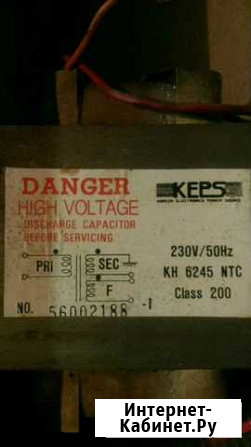 DANGER
HIGH VOLTAGE
DISCHARGE CAPACITOR
BEFORE SERVICING
KEPS
230V/50Hz
KH 6245 NTC
Class 200
PRI
SEC
F
NO. 56002188 -1
Интернет-
Кабинет.Ру